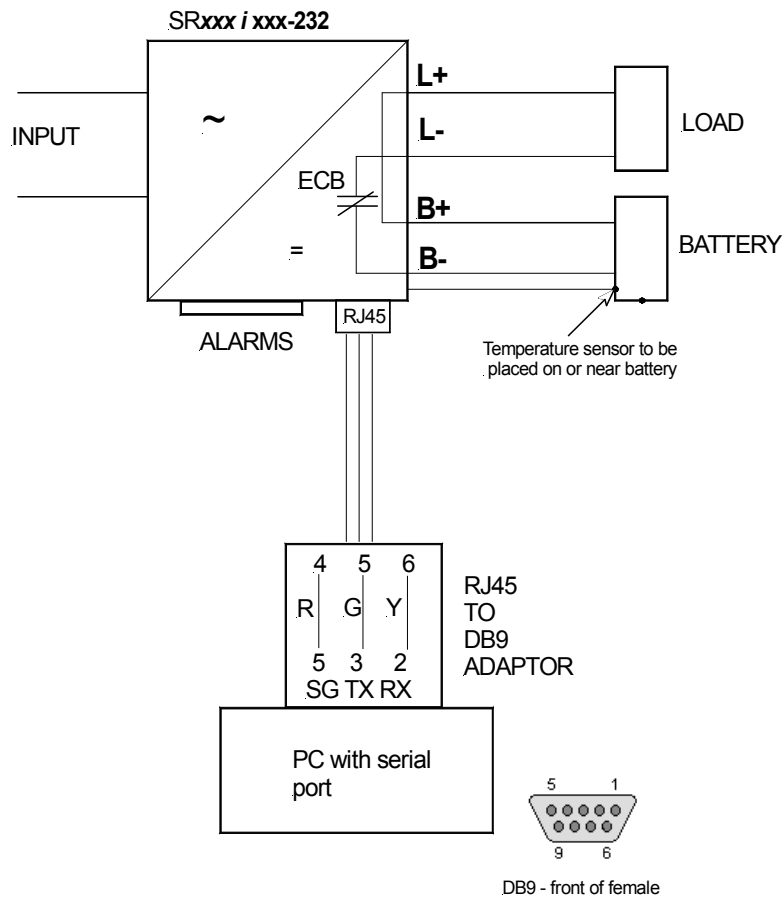 SRxxx i xxx-232
INPUT
~
=
ECB
L+
L-
B+
B-
LOAD
BATTERY
ALARMS
RJ45
Temperature sensor to be
placed on or near battery
4 5 6
R G Y
5 3 2
SG TX RX
RJ45
TO
DB9
ADAPTOR
PC with serial
port
5 1
9 6
DB9 - front of female